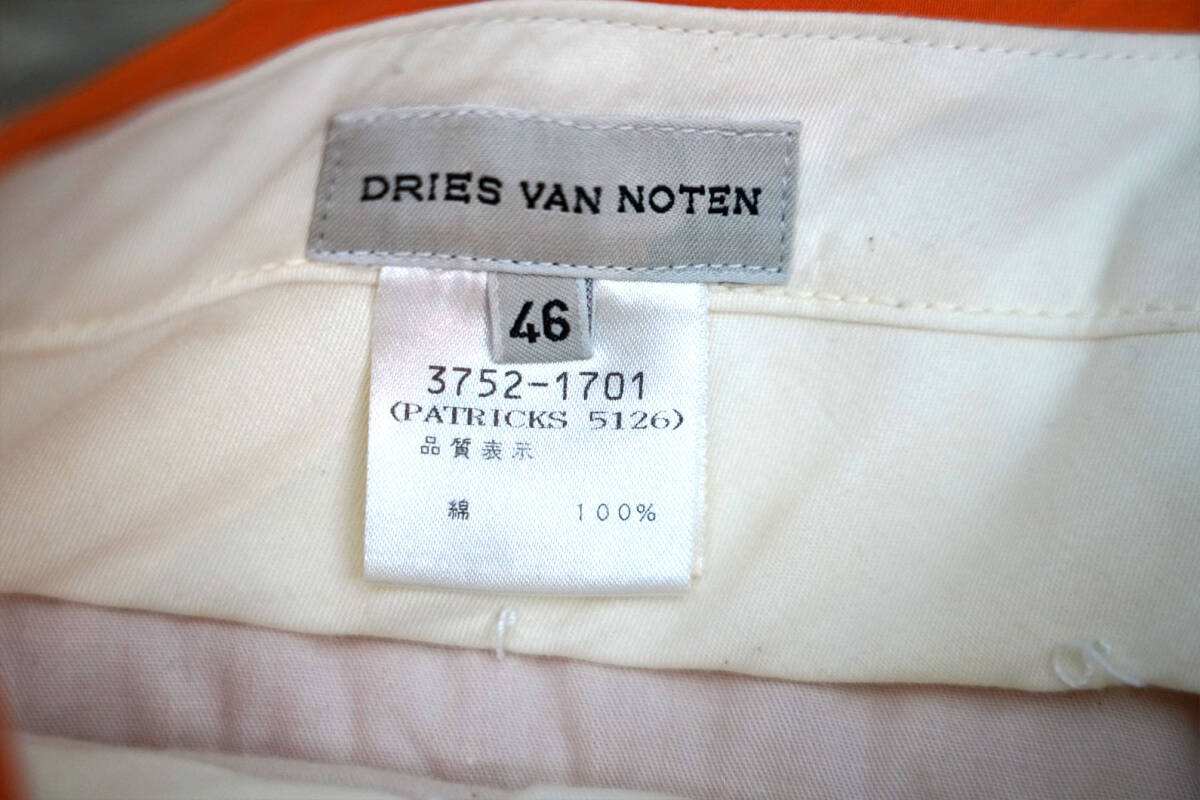 DRIES VAN NOTEN
46
3752-1701
(PATRICKS 5126)
品質表示
綿 100%